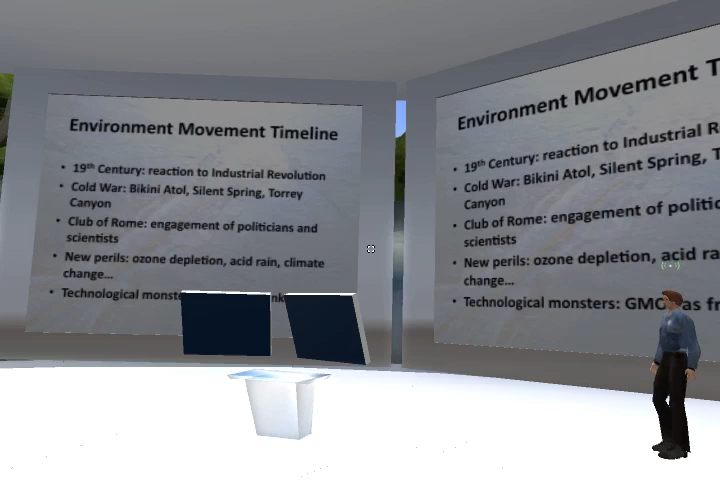 Environment Movement Timeline
• 19th Century: reaction to Industrial Revolution
• Cold War: Bikini Atol, Silent Spring, Torrey
Canyon
• Club of Rome: engagement of politicians and
scientists
• New perils: ozone depletion, acid rain, climate
change...
• Technological
Environment Movement
• 19th Century: reaction to Industrial
• Cold War: Bikini Atol, Silent Spring,
Canyon
• Club of Rome: engagement of
scientists
• New perils: ozone depletion, acid
change...
• Technological monsters: GMO as